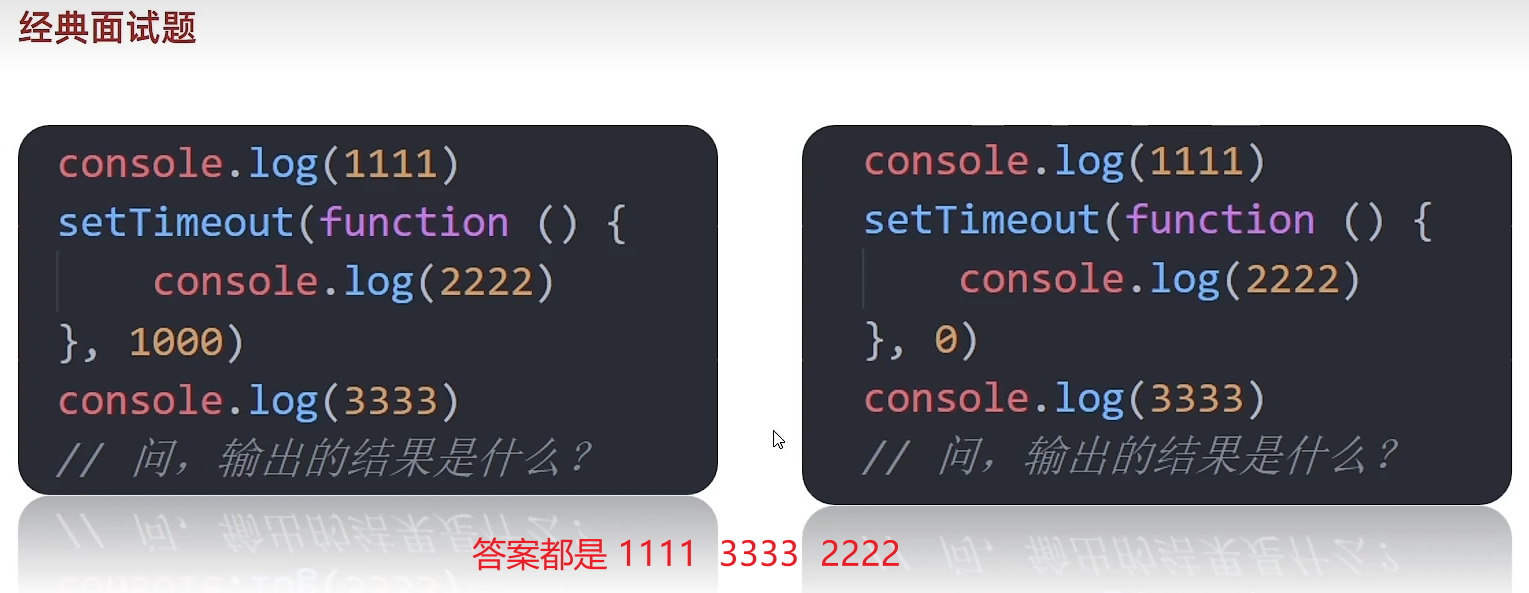 经典面试题
console.log(1111)
setTimeout(function () {
    console.log(2222)
}, 1000)
console.log(3333)
// 问，输出的结果是什么？
console.log(1111)
setTimeout(function () {
    console.log(2222)
}, 0)
console.log(3333)
// 问，输出的结果是什么？
答案都是 1111  3333  2222